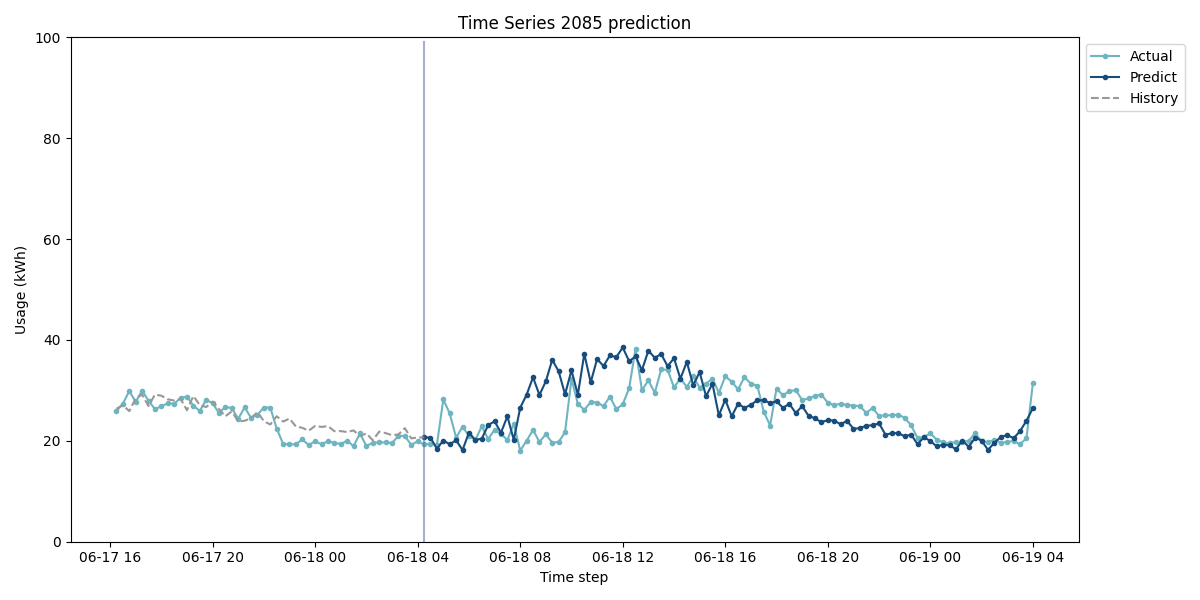 Time Series 2085 prediction
100
80
60
40
20
0
Usage (kWh)
06-17 16 06-17 20 06-18 00 06-18 04 06-18 08 06-18 12 06-18 16 06-18 20 06-19 00 06-19 04
Time step
Actual
Predict
History